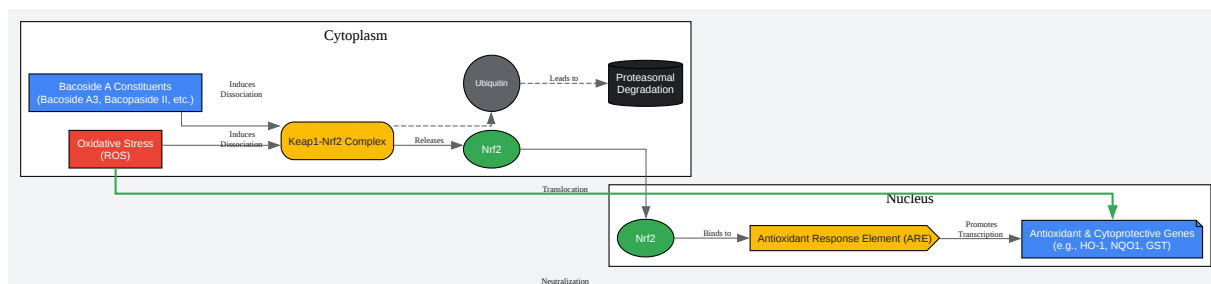 Cytoplasm
Bacoside A Constituents
(Bacoside A3, Bacopaside II, etc.)
Induces
Dissociation
Ubiquitin
Leads to
Proteasomal
Degradation
Oxidative Stress
(ROS)
Induces
Dissociation
Keap1-Nrf2 Complex
Releases
Nrf2
Translocation
Nucleus
Nrf2
Binds to
Antioxidant Response Element (ARE)
Promotes
Transcription
Antioxidant & Cytoprotective Genes
(e.g., HO-1, NQO1, GST)
Neutralization